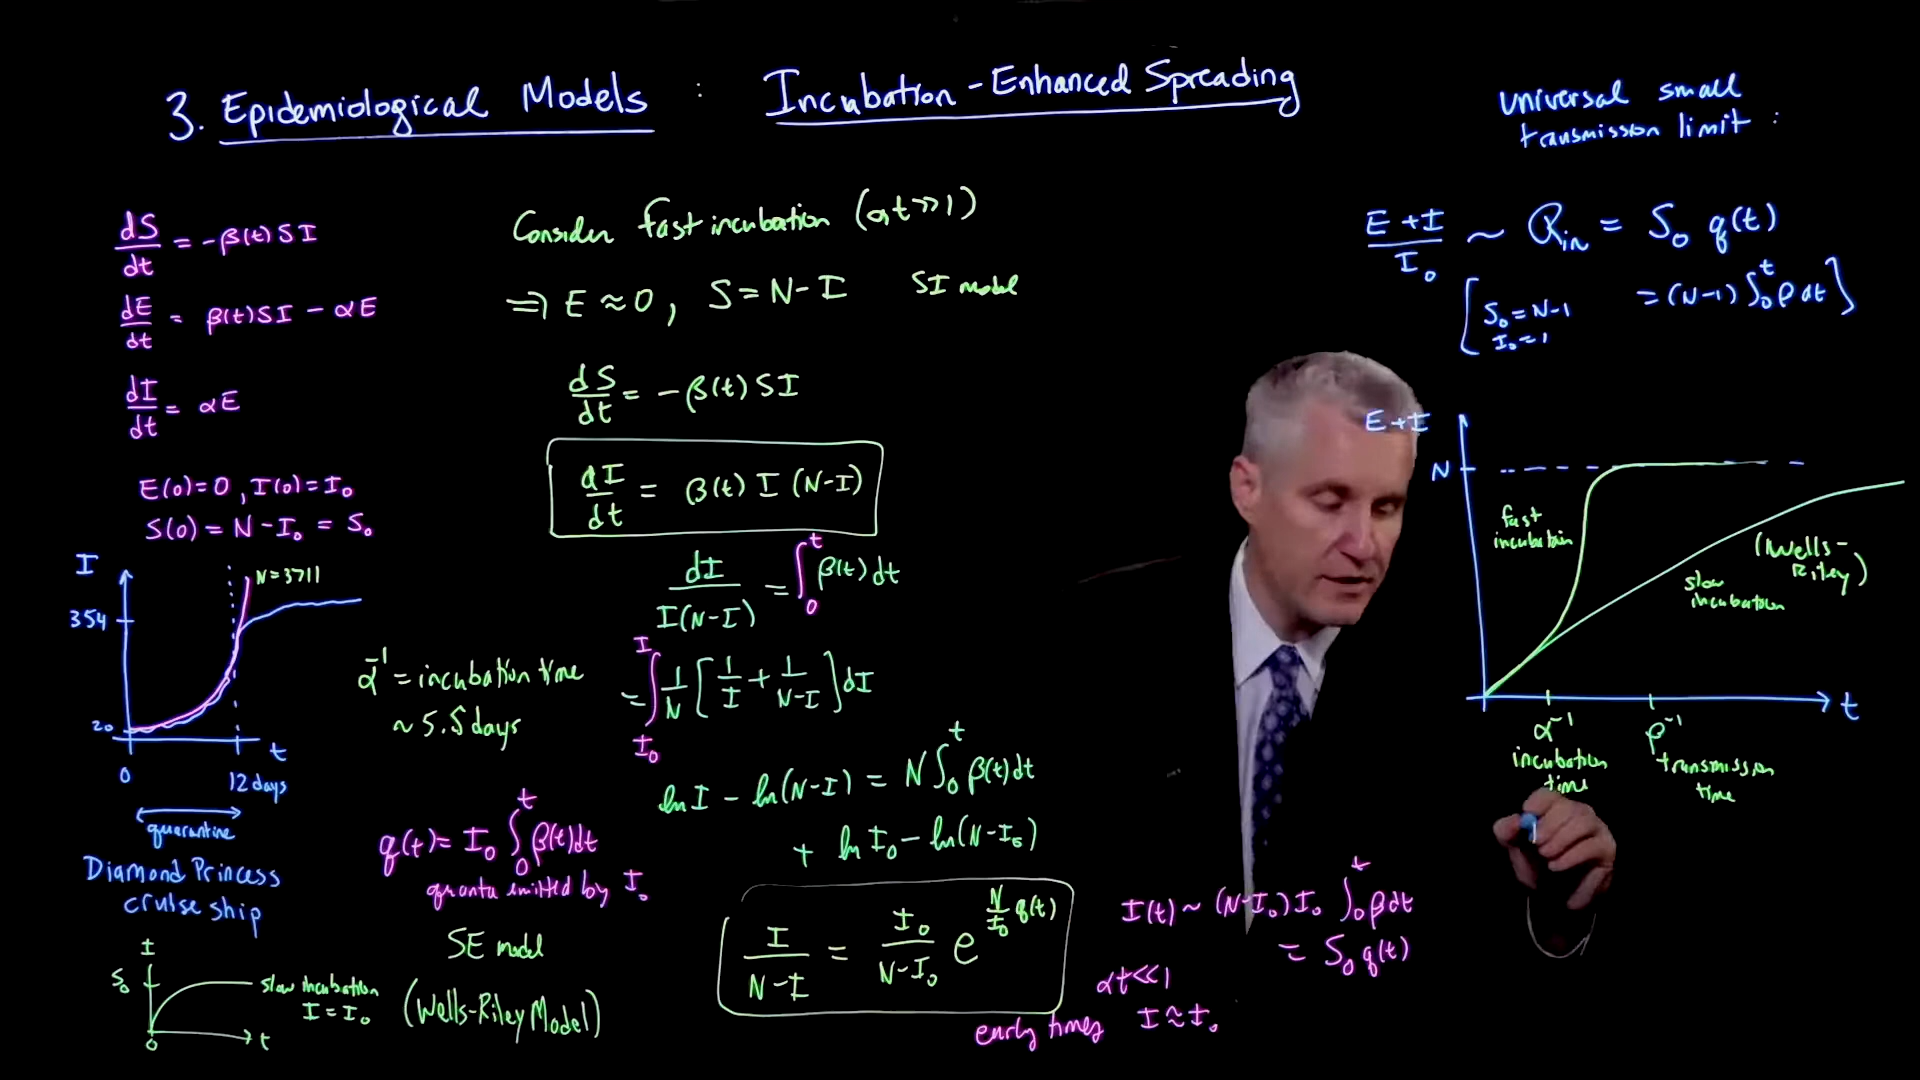 3. Epidemiological Models : Incubation - Enhanced Spreading
universal small
transmission limit :
dS/dt = -β(t) S I
dE/dt = β(t) S I - αE
dI/dt = αE
E(0)=0, I(0)=I₀
S(0) = N - I₀ = S₀
I
N=3711
354
20
0
12 days
t
quarantine
Diamond Princess
cruise ship
I
S₀
slow incubation
I = I₀
0
t
α⁻¹ = incubation time
~ 5.5 days
q(t) = I₀ ∫₀ᵗ β(t)dt
quanta emitted by I₀
SE model
(Wells-Riley Model)
Consider fast incubation (αt >> 1)
⇒ E ≈ 0, S = N - I SI model
dS/dt = -β(t) S I
dI/dt = β(t) I (N-I)
dI/I(N-I) = ∫₀ᵗ β(t) dt
= ∫ᴵ_I₀ 1/N [1/I + 1/N-I] dI
ln I - ln(N-I) = N ∫₀ᵗ β(t)dt
+ ln I₀ - ln(N-I₀)
I/N-I = I₀/N-I₀ e^(N/I₀ q(t))
I(t) ~ (N-I₀) I₀ ∫₀ᵗ β dt
= S₀ q(t)
αt << 1
early times I ≈ I₀
E+I/I₀ ~ Q_in = S₀ q(t)
[S₀ = N-1 = (N-1) ∫₀ᵗ β dt]
I₀ = 1
E+I
N
fast
incubation
(Wells-
Riley)
slow
incubation
t
α⁻¹
incubation
time
β⁻¹
transmission
time